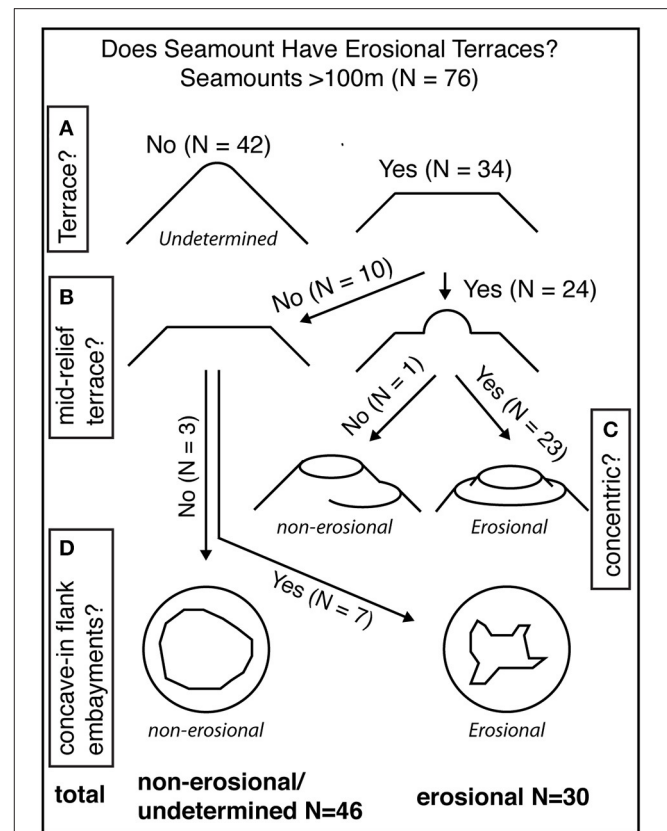 Does Seamount Have Erosional Terraces?
Seamounts >100m (N = 76)
A
Terrace?
No (N = 42)
Yes (N = 34)
Undetermined
B
mid-relief
terrace?
No (N = 10)
Yes (N = 24)
No (N = 1)
Yes (N = 23)
C
concentric?
non-erosional
Erosional
No (N = 3)
D
concave-in flank
embayments?
Yes (N = 7)
non-erosional
Erosional
total
non-erosional/
undetermined N=46
erosional N=30